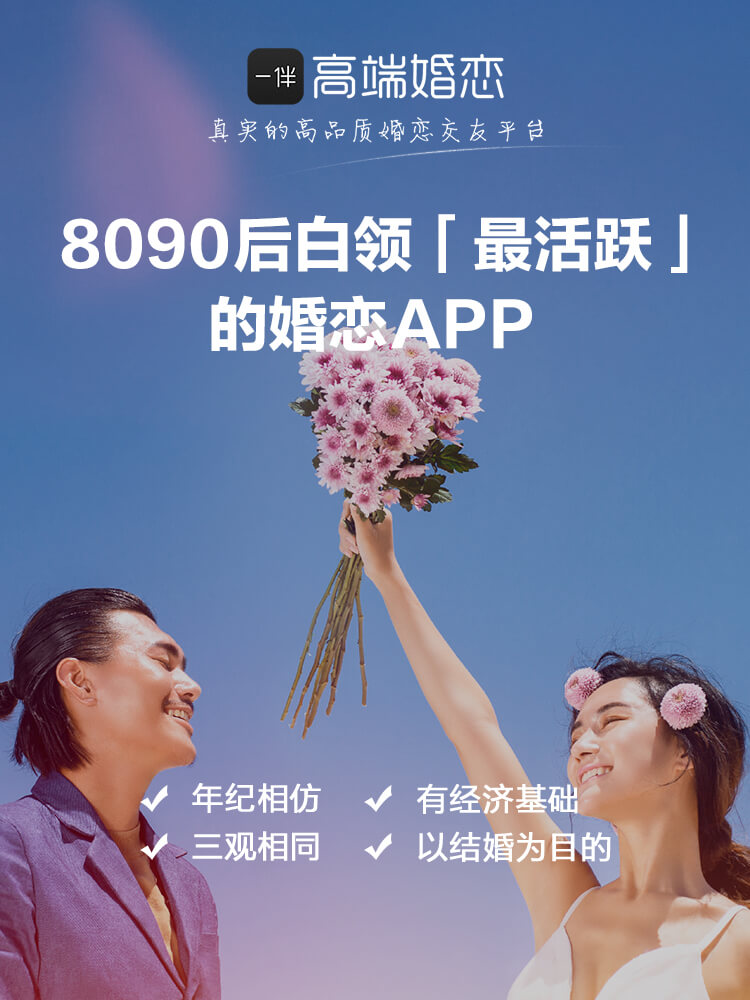 一伴 高端婚恋
真实的高品质婚恋交友平台
8090后白领「最活跃」
的婚恋APP
年纪相仿 有经济基础
三观相同 以结婚为目的